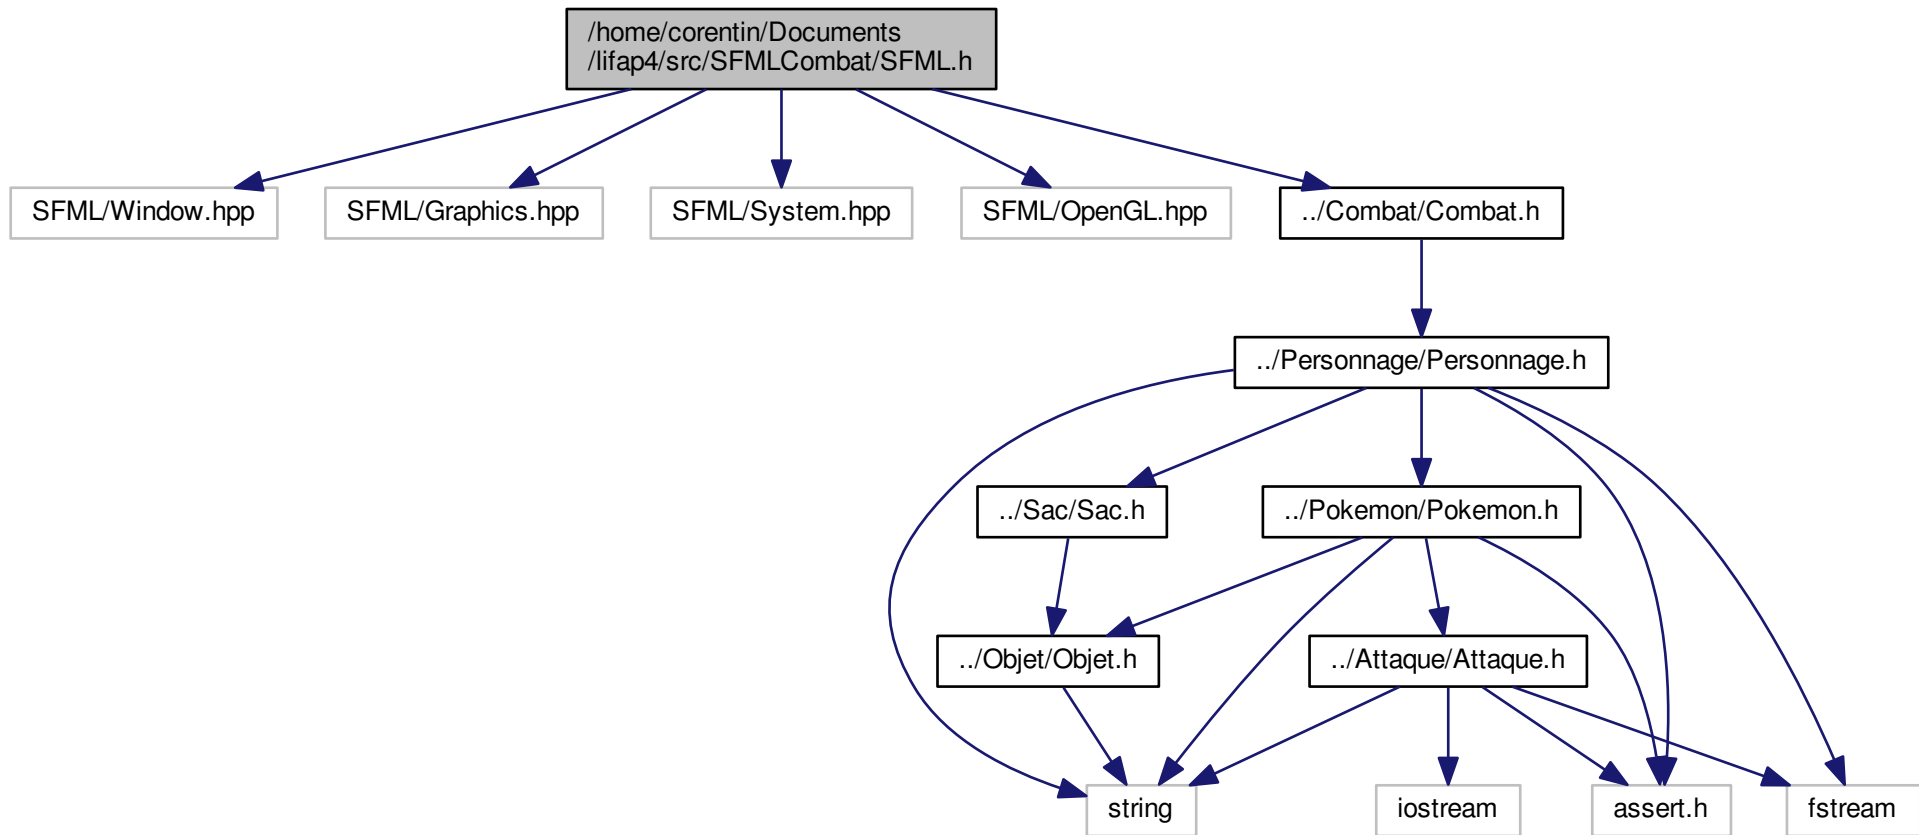 /home/corentin/Documents
/lifap4/src/SFMLCombat/SFML.h
SFML/Window.hpp
SFML/Graphics.hpp
SFML/System.hpp
SFML/OpenGL.hpp
../Combat/Combat.h
../Personnage/Personnage.h
../Sac/Sac.h
../Pokemon/Pokemon.h
../Objet/Objet.h
../Attaque/Attaque.h
string
iostream
assert.h
fstream